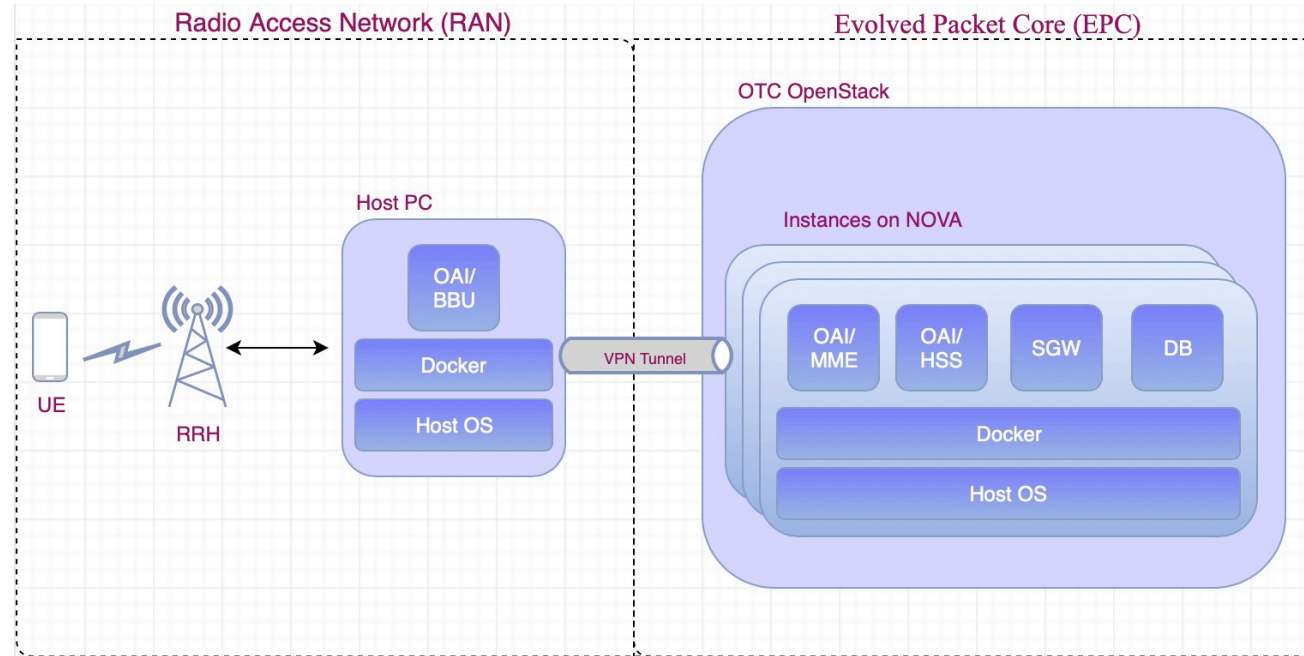 Radio Access Network (RAN)
Evolved Packet Core (EPC)
OTC OpenStack
Host PC
Instances on NOVA
OAI/
BBU
Docker
Host OS
VPN Tunnel
UE
RRH
OAI/
MME
OAI/
HSS
SGW
DB
Docker
Host OS